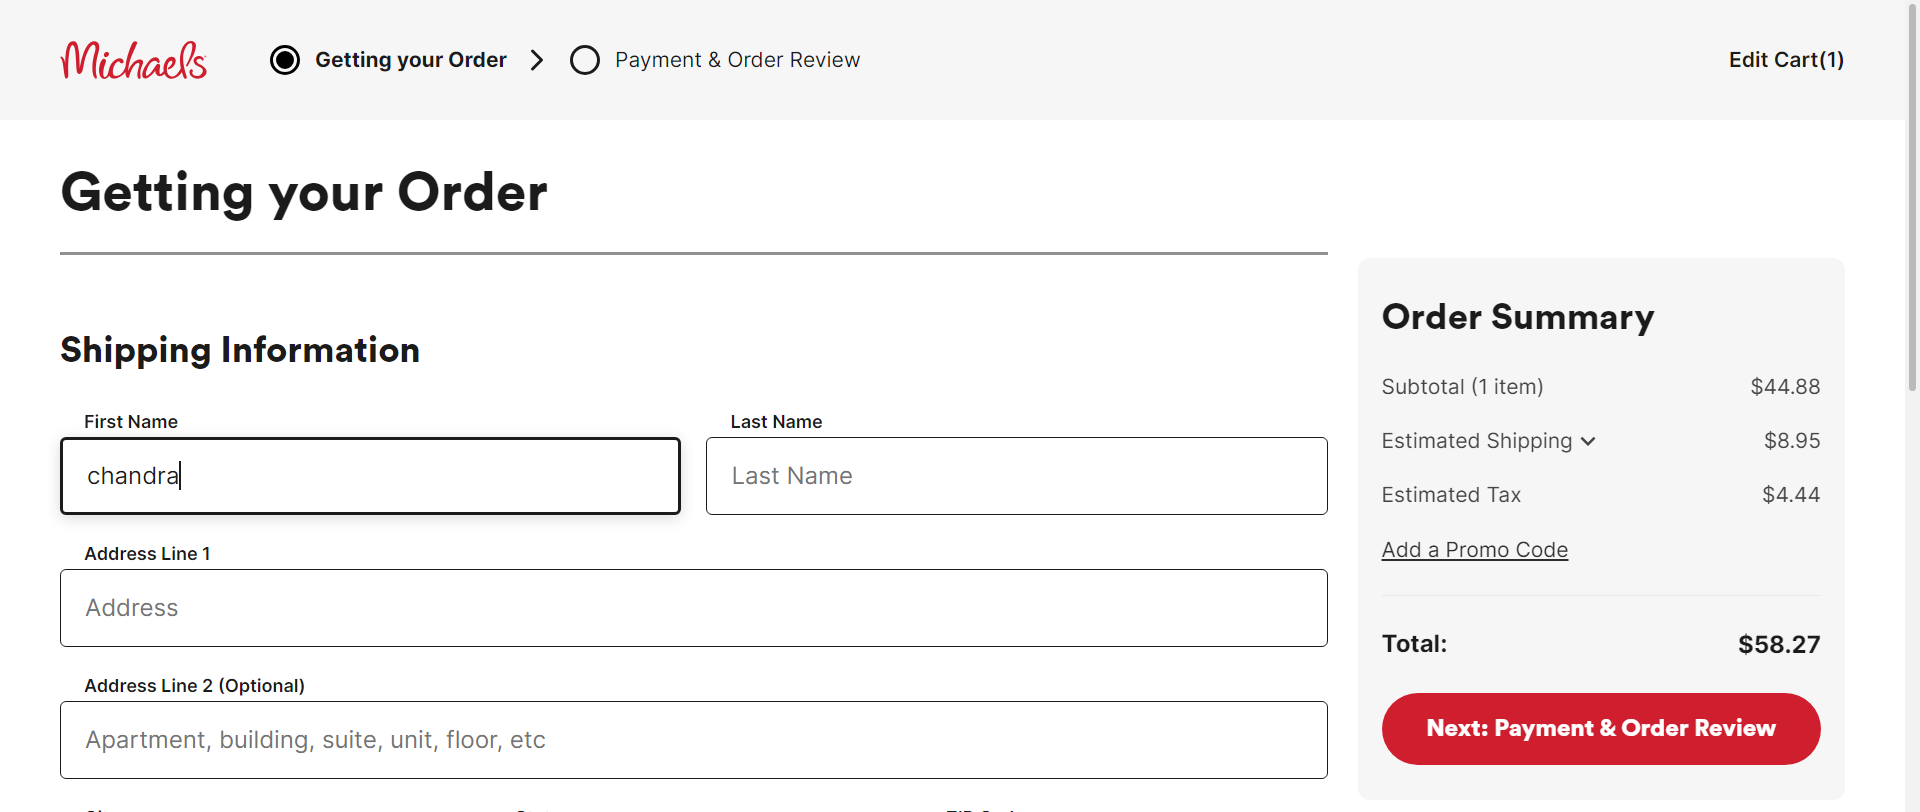 Michaels
Getting your Order
Payment & Order Review
Edit Cart(1)
Getting your Order
Shipping Information
First Name
Last Name
chandra
Last Name
Address Line 1
Address
Address Line 2 (Optional)
Apartment, building, suite, unit, floor, etc
Order Summary
Subtotal (1 item) $44.88
Estimated Shipping $8.95
Estimated Tax $4.44
Add a Promo Code
Total: $58.27
Next: Payment & Order Review